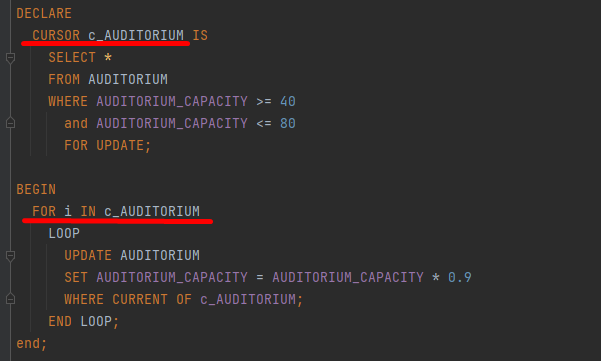 DECLARE
CURSOR c_AUDITORIUM IS
SELECT *
FROM AUDITORIUM
WHERE AUDITORIUM_CAPACITY >= 40
and AUDITORIUM_CAPACITY <= 80
FOR UPDATE;
BEGIN
FOR i IN c_AUDITORIUM
LOOP
UPDATE AUDITORIUM
SET AUDITORIUM_CAPACITY = AUDITORIUM_CAPACITY * 0.9
WHERE CURRENT OF c_AUDITORIUM;
END LOOP;
end;